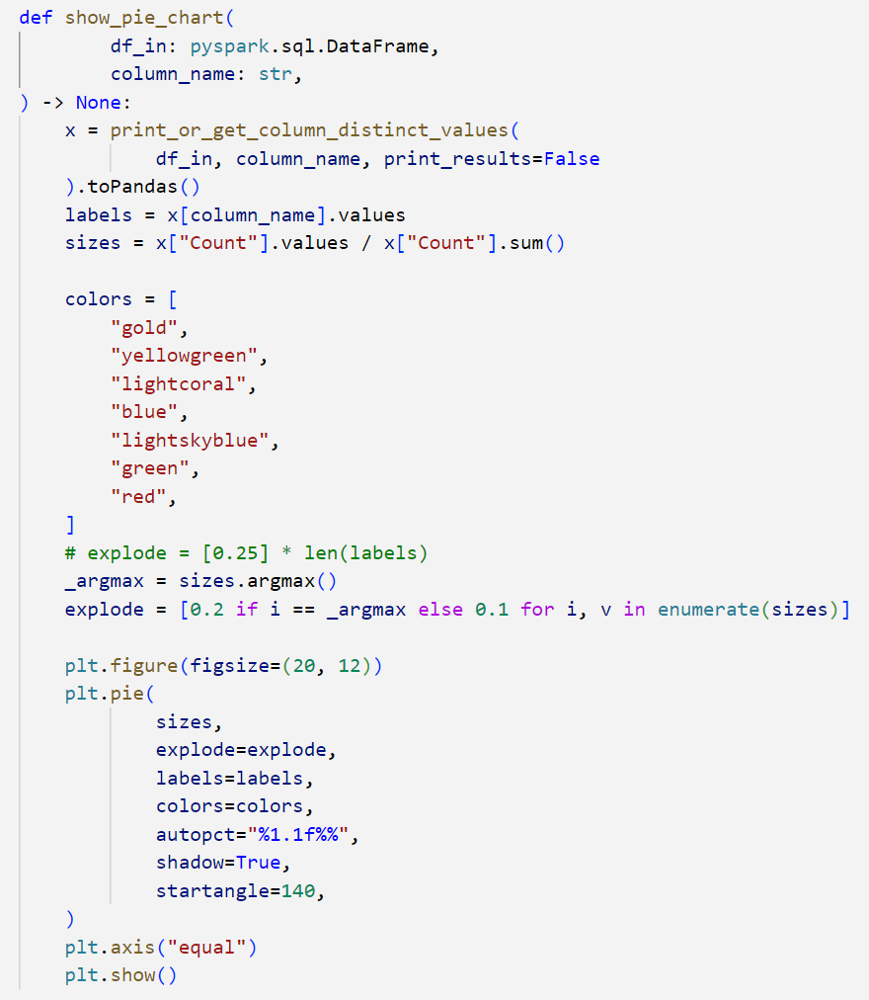 def show_pie_chart(
        df_in: pyspark.sql.DataFrame,
        column_name: str,
) -> None:
    x = print_or_get_column_distinct_values(
            df_in, column_name, print_results=False
    ).toPandas()
    labels = x[column_name].values
    sizes = x["Count"].values / x["Count"].sum()

    colors = [
        "gold",
        "yellowgreen",
        "lightcoral",
        "blue",
        "lightskyblue",
        "green",
        "red",
    ]
    # explode = [0.25] * len(labels)
    _argmax = sizes.argmax()
    explode = [0.2 if i == _argmax else 0.1 for i, v in enumerate(sizes)]

    plt.figure(figsize=(20, 12))
    plt.pie(
            sizes,
            explode=explode,
            labels=labels,
            colors=colors,
            autopct="%1.1f%%",
            shadow=True,
            startangle=140,
    )
    plt.axis("equal")
    plt.show()